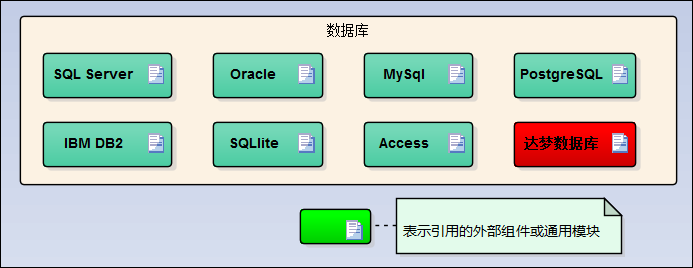 数据库
SQL Server
Oracle
MySql
PostgreSQL
IBM DB2
SQLlite
Access
达梦数据库
表示引用的外部组件或通用模块